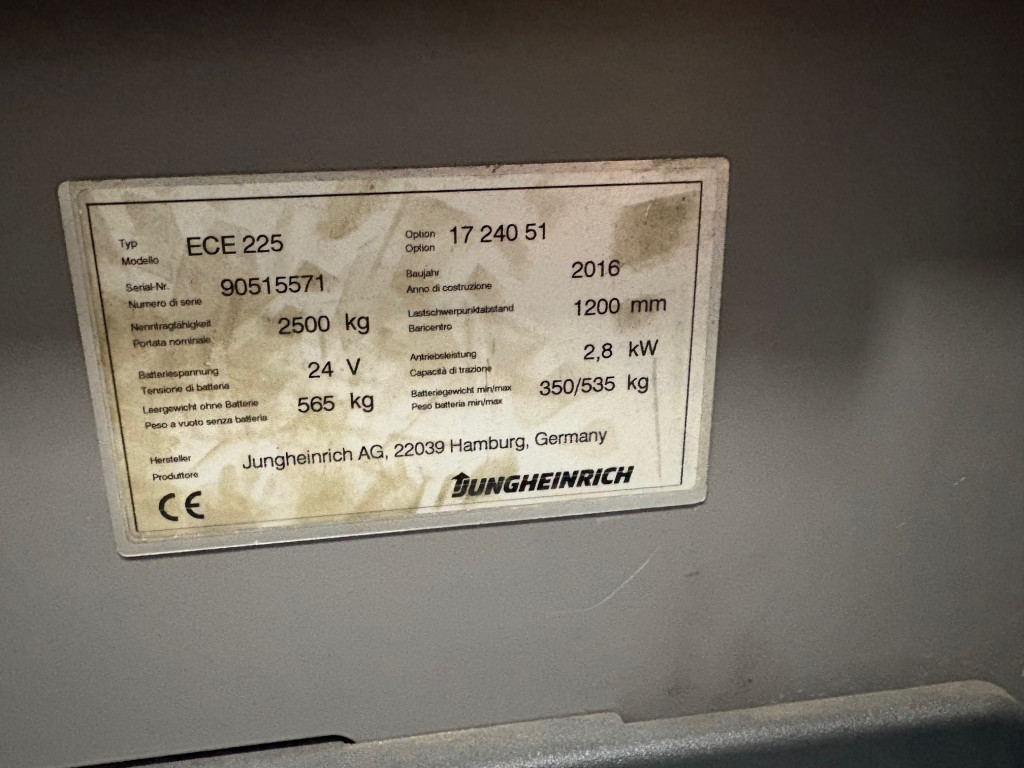 Typ
Modello ECE 225 Option
Option 17 240 51
Serial-Nr.
Numero di serie 90515571 Baujahr
Anno di costruzione 2016
Nenntragfähigkeit
Portata nominale 2500 kg Lastschwerpunktabstand
Baricentro 1200 mm
Batteriespannung
Tensione di batteria 24 V Antriebsleistung
Capacità di trazione 2,8 kW
Leergewicht ohne Batterie
Peso a vuoto senza batteria 565 kg Batteriegewicht min/max
Peso batteria min/max 350/535 kg
Hersteller
Produttore Jungheinrich AG, 22039 Hamburg, Germany
CE JUNGHEINRICH